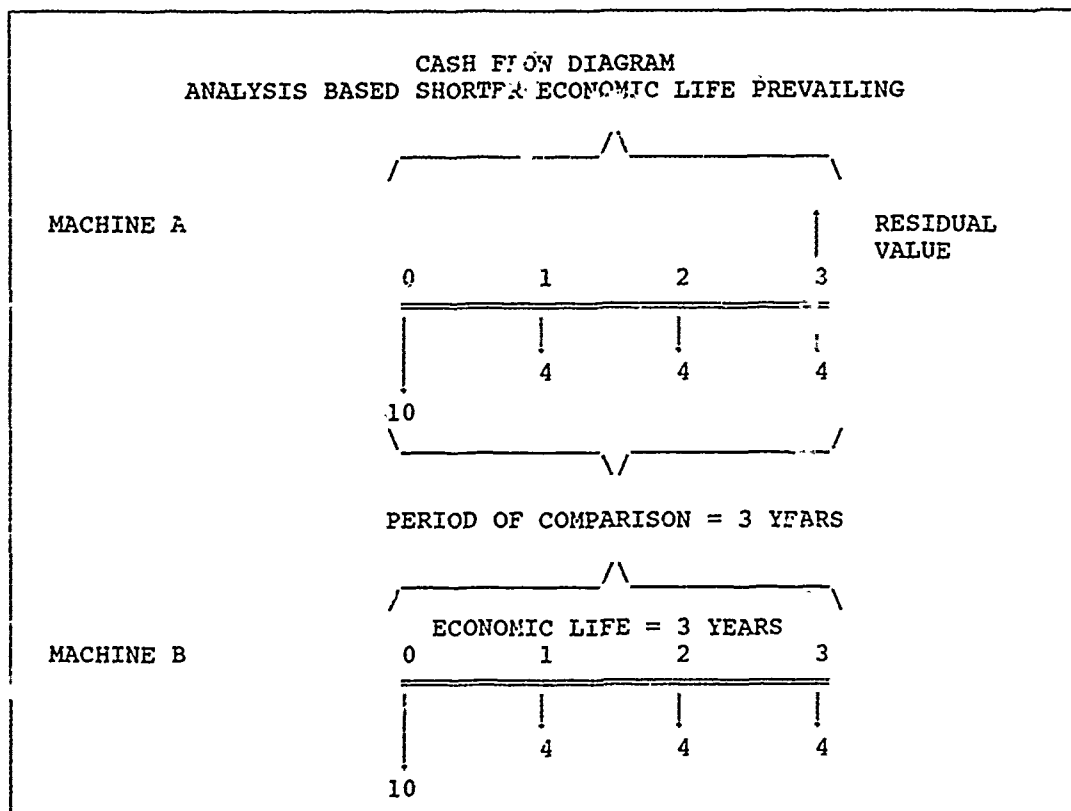 CASH FLOW DIAGRAM
ANALYSIS BASED SHORTER ECONOMIC LIFE PREVAILING
MACHINE A
RESIDUAL
VALUE
0 1 2 3
4 4 4
10
PERIOD OF COMPARISON = 3 YEARS
ECONOMIC LIFE = 3 YEARS
MACHINE B 0 1 2 3
4 4 4
10